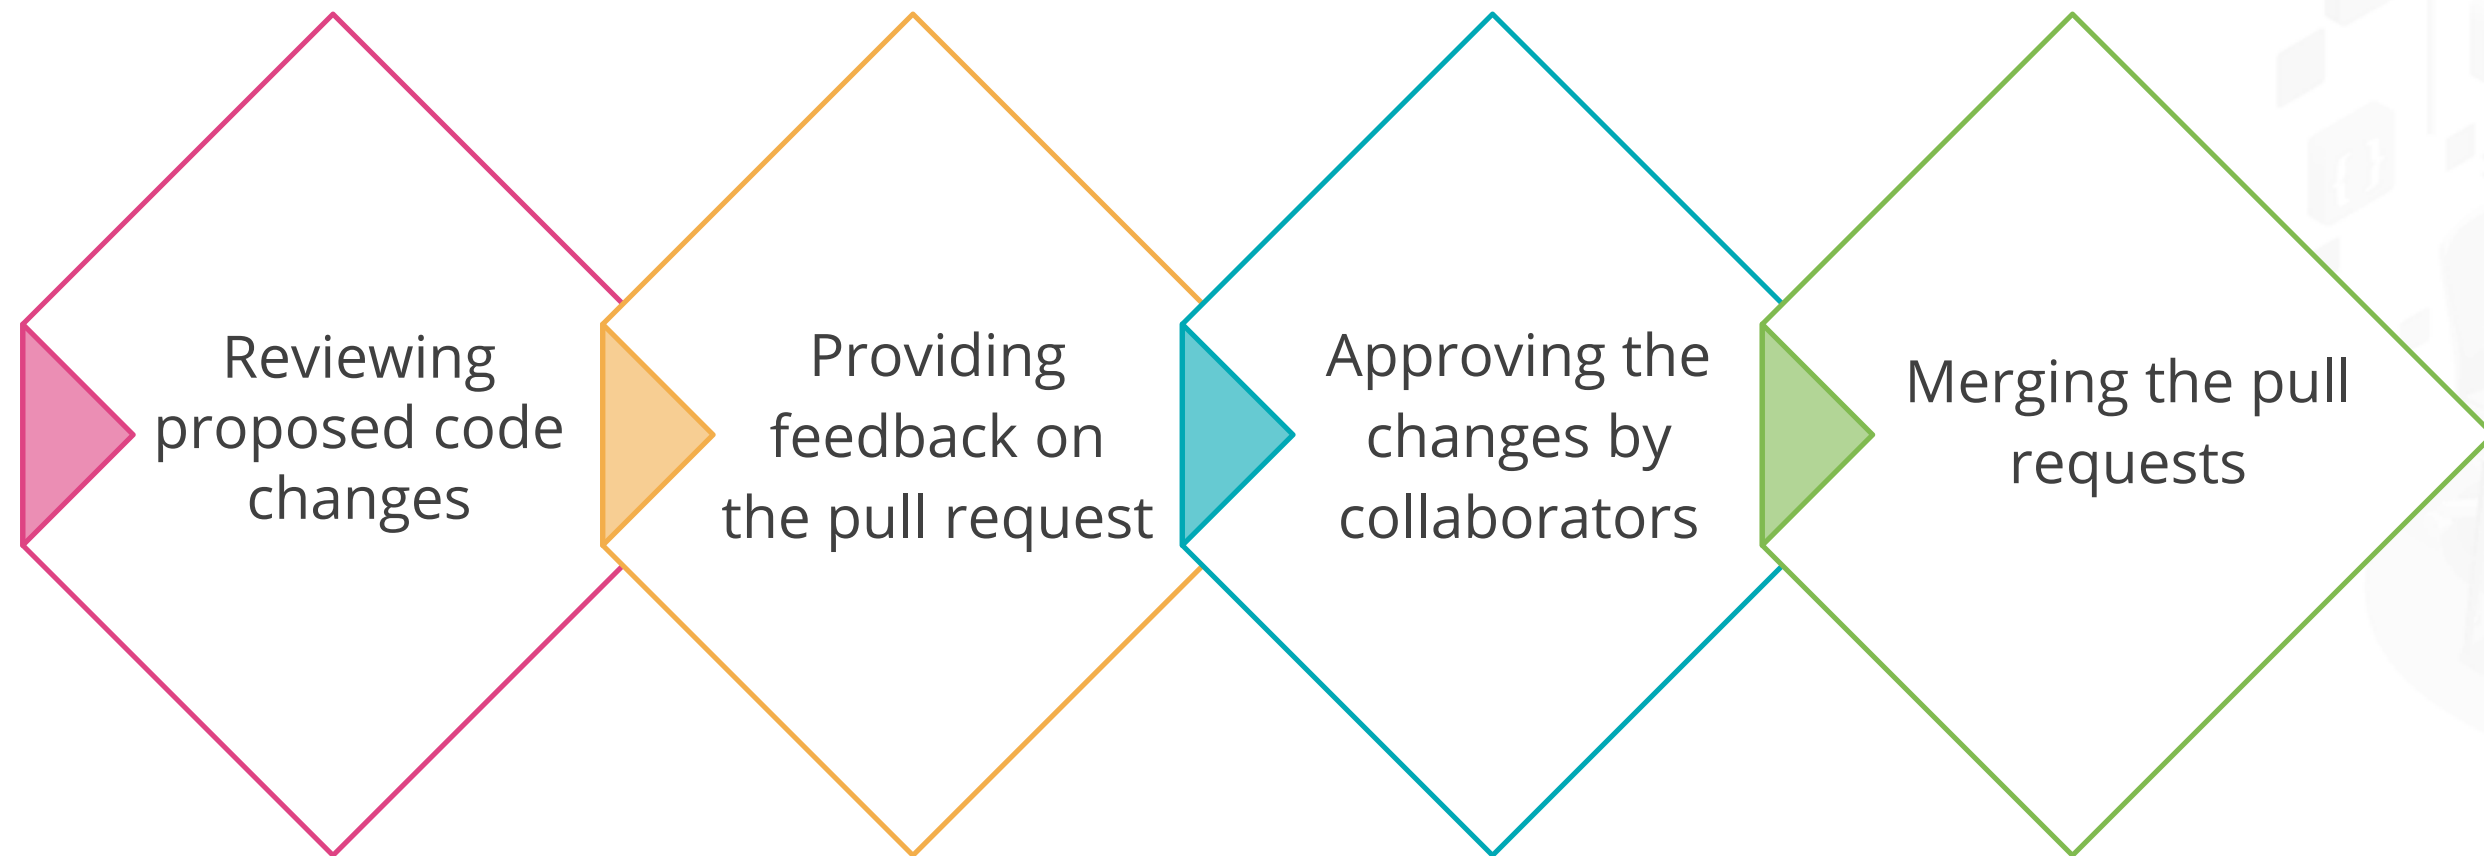 Reviewing
proposed code
changes
Providing
feedback on
the pull request
Approving the
changes by
collaborators
Merging the pull
requests